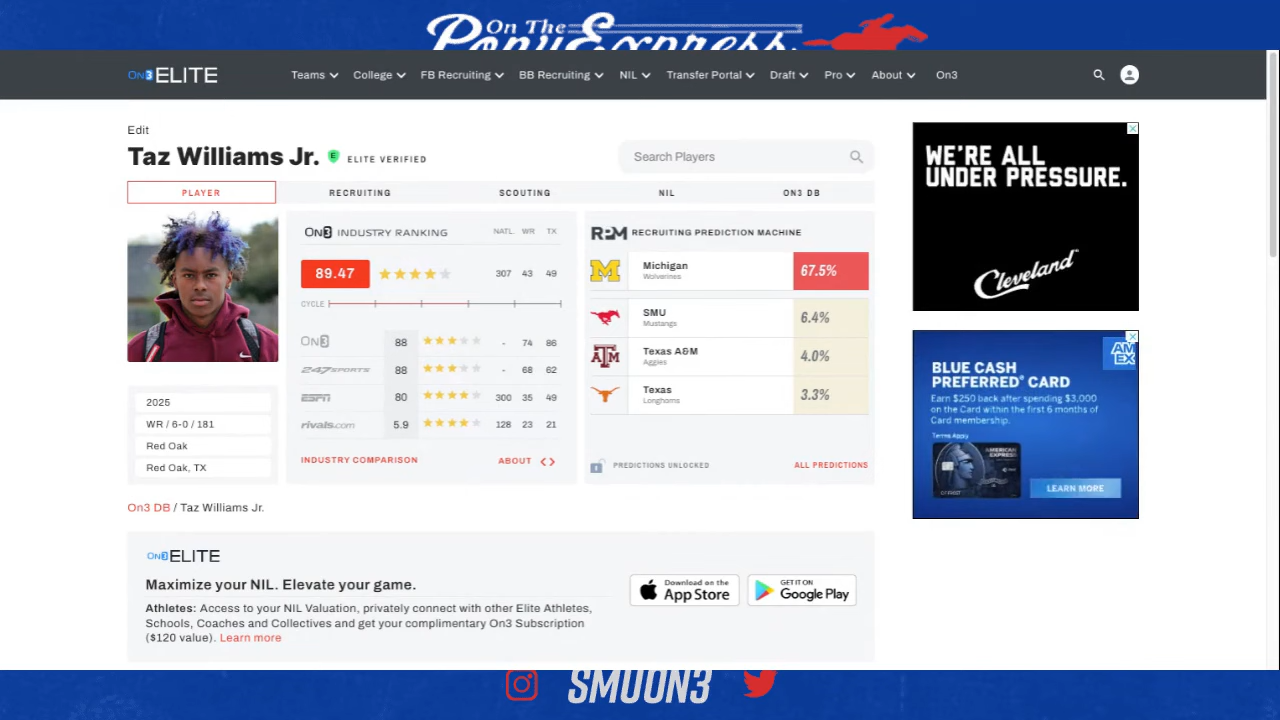 On The
Pony Express
On3 ELITE
Teams
College
FB Recruiting
BB Recruiting
NIL
Transfer Portal
Draft
Pro
About
On3
Edit
Taz Williams Jr.
E
ELITE VERIFIED
Search Players
PLAYER
RECRUITING
SCOUTING
NIL
ON3 DB
On3 INDUSTRY RANKING NATL. WR TX
89.47 307 43 49
CYCLE
ON3 88 - 74 86
247SPORTS 88 - 68 62
ESPN 80 300 35 49
rivals.com 5.9 128 23 21
INDUSTRY COMPARISON
ABOUT
RPM RECRUITING PREDICTION MACHINE
M
Michigan
Wolverines
67.5%
SMU
Mustangs
6.4%
ATM
Texas A&M
Aggies
4.0%
Texas
Longhorns
3.3%
PREDICTIONS UNLOCKED
ALL PREDICTIONS
2025
WR / 6-0 / 181
Red Oak
Red Oak, TX
On3 DB / Taz Williams Jr.
On3 ELITE
Maximize your NIL. Elevate your game.
Athletes: Access to your NIL Valuation, privately connect with other Elite Athletes,
Schools, Coaches and Collectives and get your complimentary On3 Subscription
($120 value). Learn more
Download on the
App Store
GET IT ON
Google Play
WE'RE ALL
UNDER PRESSURE.
Cleveland
AM
EX
BLUE CASH
PREFERRED® CARD
Earn $250 back after spending $3,000
on the Card within the first 6 months of
Card membership.
Terms Apply
AMERICAN
EXPRESS
LEARN MORE
SMUON3